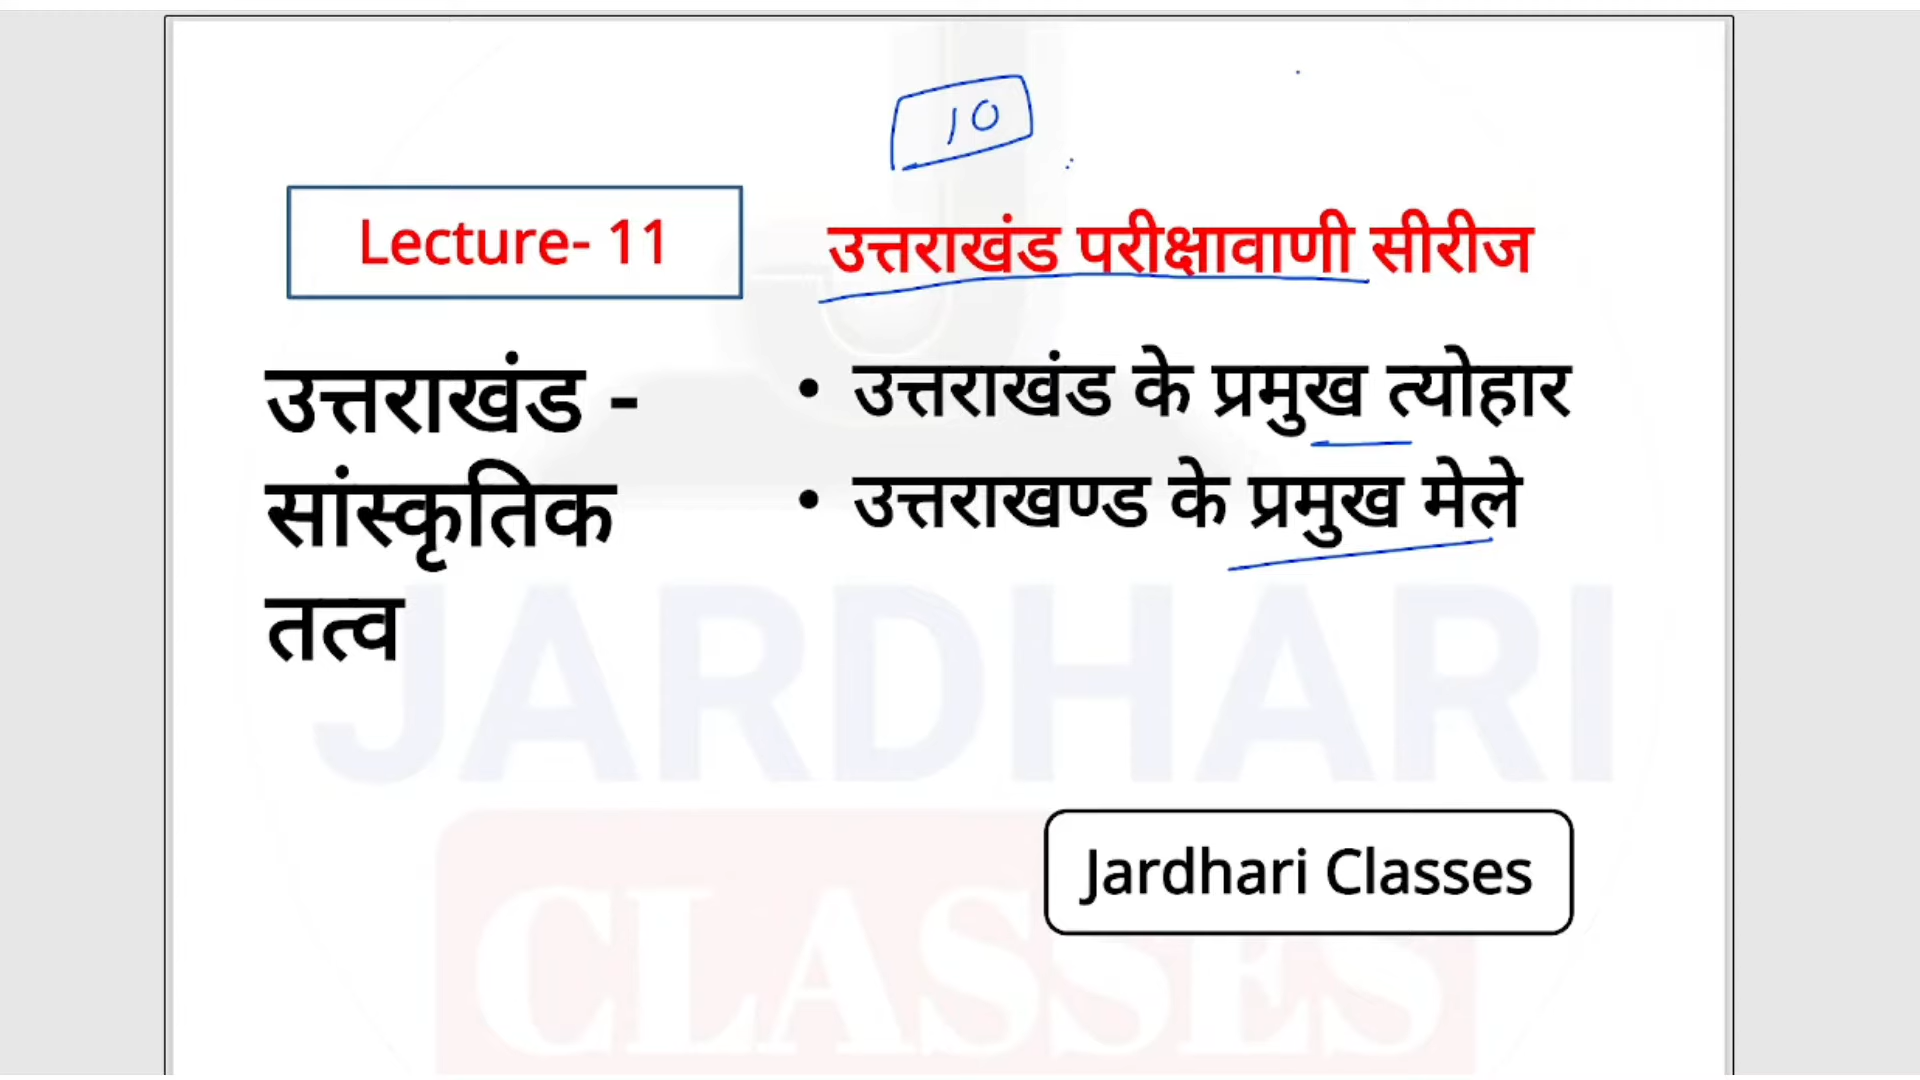 10
Lecture- 11
उत्तराखंड परीक्षावाणी सीरीज
उत्तराखंड -
सांस्कृतिक
तत्व
• उत्तराखंड के प्रमुख त्योहार
• उत्तराखण्ड के प्रमुख मेले
JARDHARI
CLASSES
Jardhari Classes